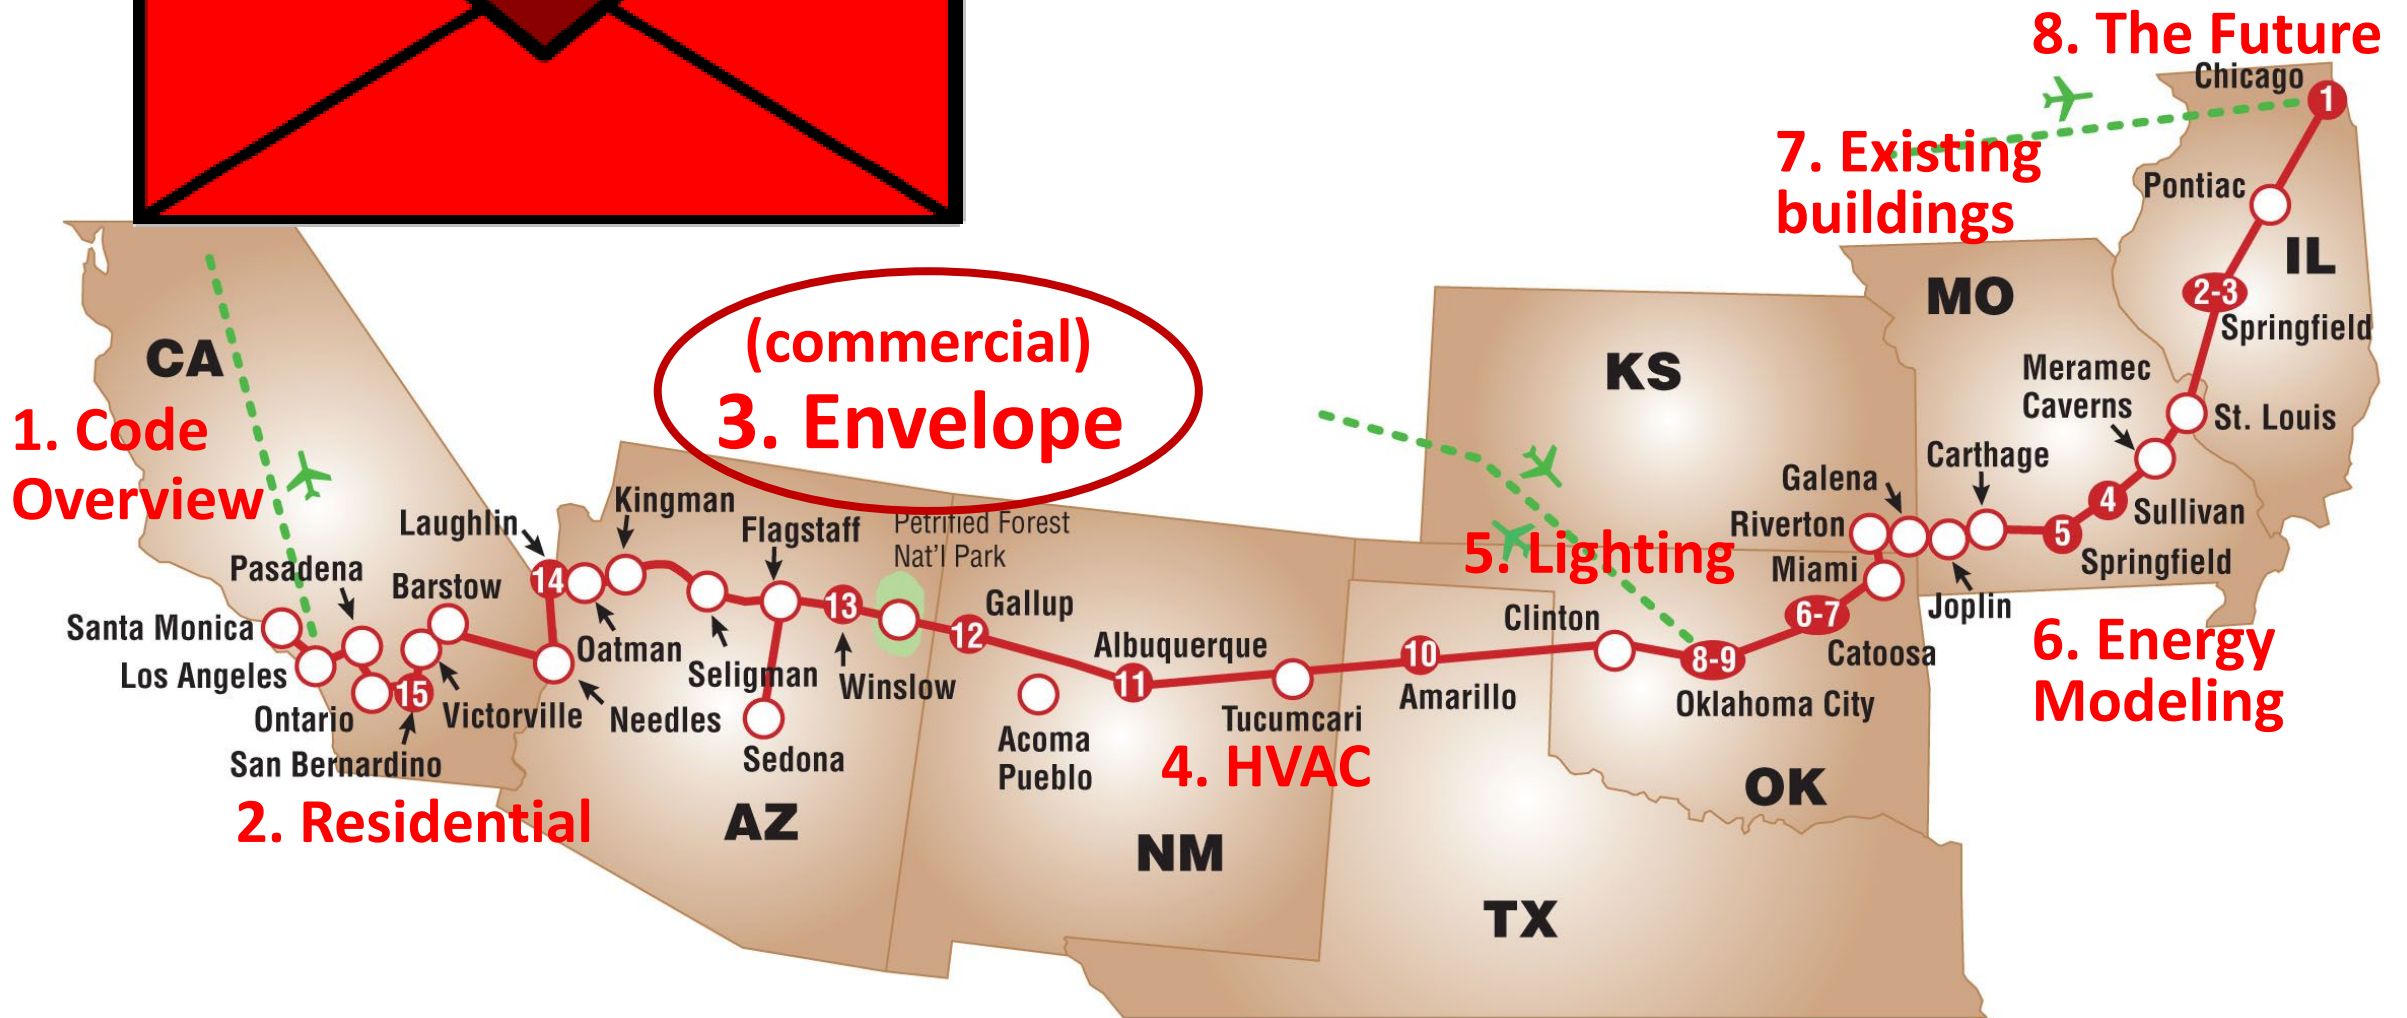 8. The Future
Chicago
1
7. Existing
buildings
Pontiac
IL
MO
2-3
Springfield
CA
(commercial)
3. Envelope
KS
Meramec
Caverns
St. Louis
1. Code
Overview
Carthage
Galena
Kingman
Laughlin
Flagstaff
Petrified Forest
Nat'l Park
5. Lighting
Riverton
4
Sullivan
5
Springfield
Pasadena
Barstow
14
Miami
Joplin
Santa Monica
13
Gallup
12
Clinton
6-7
Catoosa
Oatman
Albuquerque
10
8-9
6. Energy
Modeling
Los Angeles
Seligman
Winslow
11
Amarillo
Oklahoma City
15
Ontario
Victorville
Needles
Tucumcari
San Bernardino
Sedona
Acoma
Pueblo
4. HVAC
2. Residential
AZ
OK
NM
TX